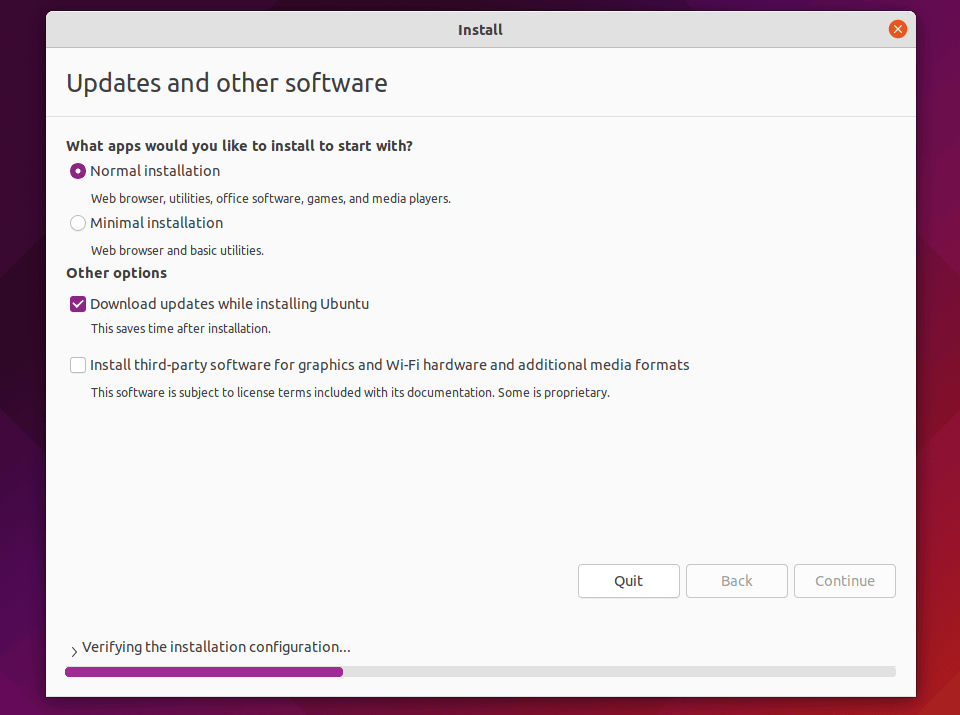 Install
Updates and other software
What apps would you like to install to start with?
Normal installation
Web browser, utilities, office software, games, and media players.
Minimal installation
Web browser and basic utilities.
Other options
Download updates while installing Ubuntu
This saves time after installation.
Install third-party software for graphics and Wi-Fi hardware and additional media formats
This software is subject to license terms included with its documentation. Some is proprietary.
Quit Back Continue
Verifying the installation configuration...